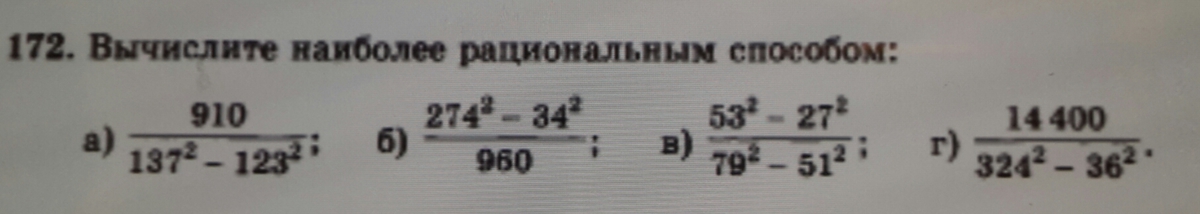 172. Вычислите наиболее рациональным способом:
а) 910 / (137² – 123²); б) (274² – 34²) / 960; в) (53² – 27²) / (79² – 51²); г) 14 400 / (324² – 36²).